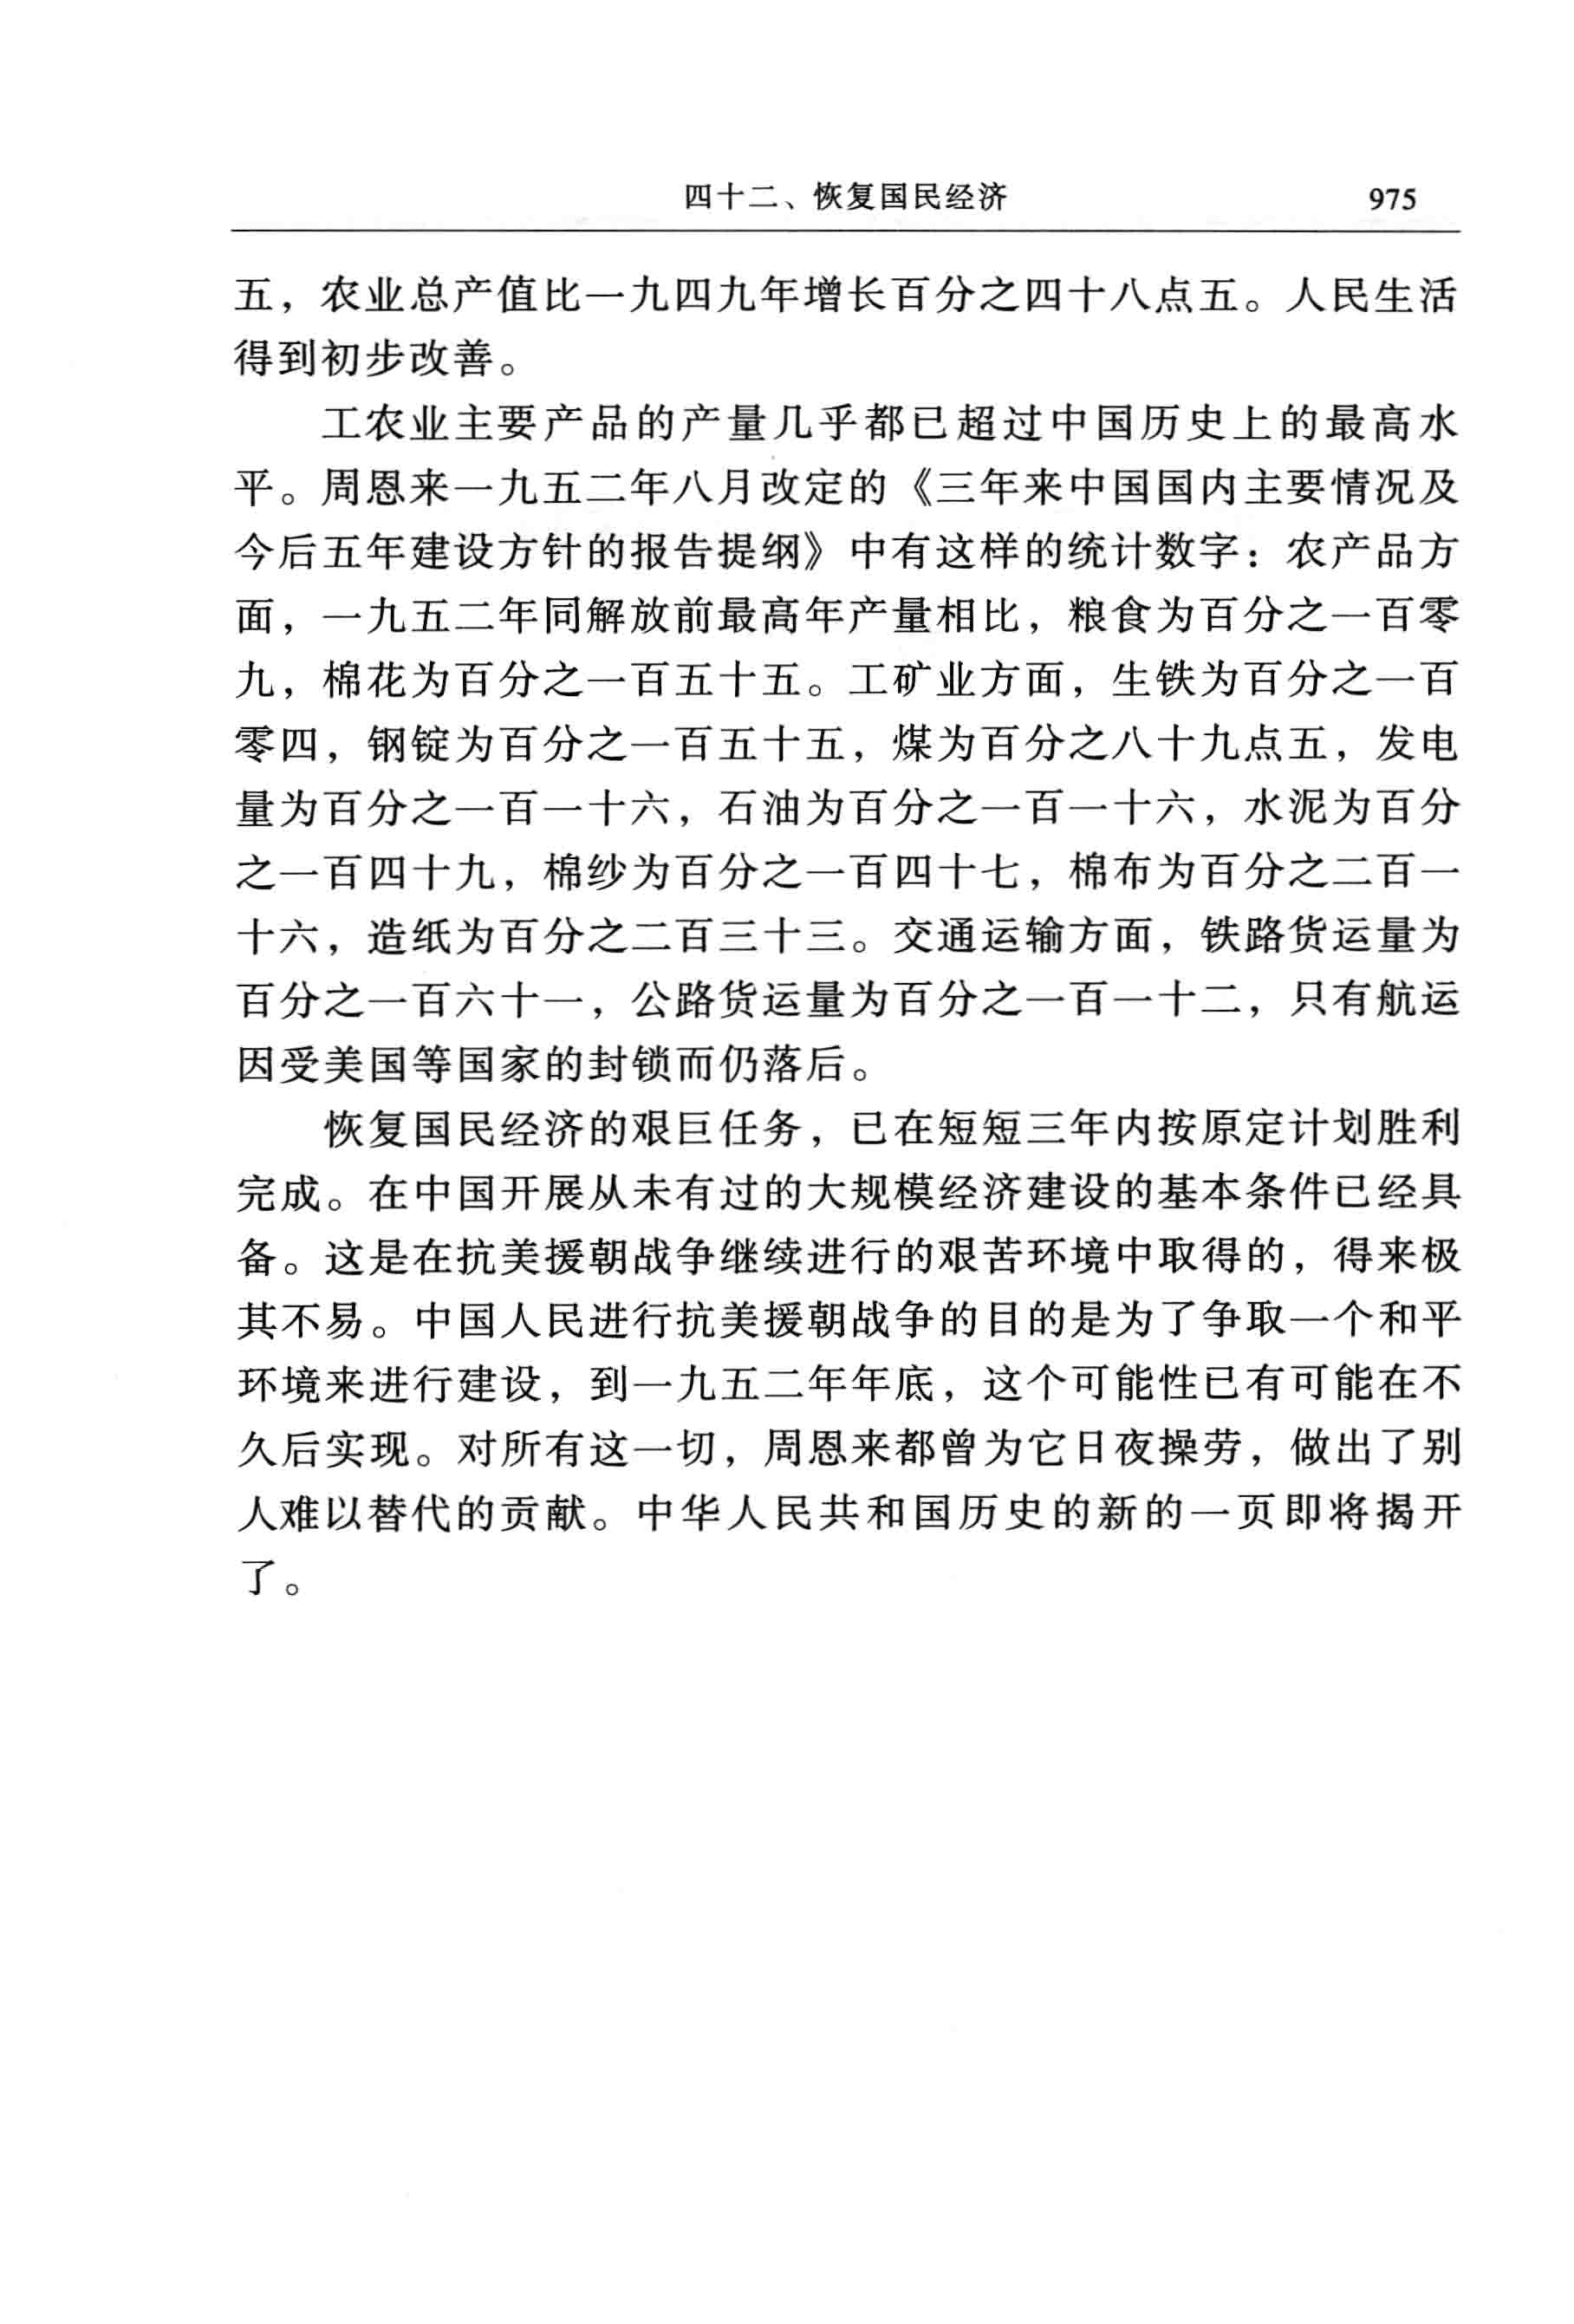 四十二、恢复国民经济 975
五，农业总产值比一九四九年增长百分之四十八点五。人民生活
得到初步改善。
工农业主要产品的产量几乎都已超过中国历史上的最高水
平。周恩来一九五二年八月改定的《三年来中国国内主要情况及
今后五年建设方针的报告提纲》中有这样的统计数字：农产品方
面，一九五二年同解放前最高年产量相比，粮食为百分之一百零
九，棉花为百分之一百五十五。工矿业方面，生铁为百分之一百
零四，钢锭为百分之一百五十五，煤为百分之八十九点五，发电
量为百分之一百一十六，石油为百分之一百一十六，水泥为百分
之一百四十九，棉纱为百分之一百四十七，棉布为百分之二百一
十六，造纸为百分之二百三十三。交通运输方面，铁路货运量为
百分之一百六十一，公路货运量为百分之一百一十二，只有航运
因受美国等国家的封锁而仍落后。
恢复国民经济的艰巨任务，已在短短三年内按原定计划胜利
完成。在中国开展从未有过的大规模经济建设的基本条件已经具
备。这是在抗美援朝战争继续进行的艰苦环境中取得的，得来极
其不易。中国人民进行抗美援朝战争的目的是为了争取一个和平
环境来进行建设，到一九五二年年底，这个可能性已有可能在不
久后实现。对所有这一切，周恩来都曾为它日夜操劳，做出了别
人难以替代的贡献。中华人民共和国历史的新的一页即将揭开
了。